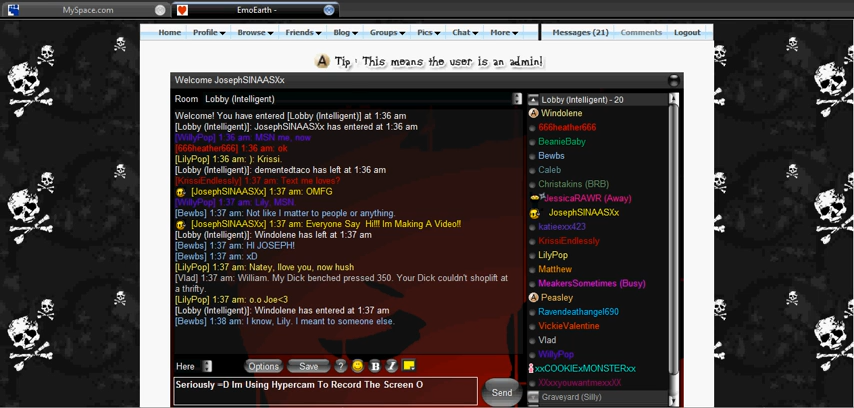 MySpace.com
EmoEarth -
Home Profile Browse Friends Blog Groups Pics Chat More Messages (21) Comments Logout
A Tip : This means the user is an admin!
Welcome JosephSINAASXx
Room Lobby (Intelligent)
Welcome! You have entered [Lobby (Intelligent)] at 1:36 am
[Lobby (Intelligent)]: JosephSINAASXx has entered at 1:36 am
[WillyPop] 1:36 am: MSN me, now
[666heather666] 1:36 am: ok
[LilyPop] 1:36 am: ): Krissi.
[Lobby (Intelligent)]: dementedtaco has left at 1:36 am
[KrissiEndlessly] 1:37 am: Text me loves?
[JosephSINAASXx] 1:37 am: OMFG
[WillyPop] 1:37 am: Lily, MSN.
[Bewbs] 1:37 am: Not like I matter to people or anything.
[JosephSINAASXx] 1:37 am: Everyone Say Hi!!! Im Making A Video!!
[Lobby (Intelligent)]: Windolene has left at 1:37 am
[Bewbs] 1:37 am: HI JOSEPH!
[Bewbs] 1:37 am: xD
[LilyPop] 1:37 am: Natey, Ilove you, now hush
[Vlad] 1:37 am: William. My Dick benched pressed 350. Your Dick couldn't shoplift at
a thrifty.
[LilyPop] 1:37 am: o.o Joe<3
[Lobby (Intelligent)]: Windolene has entered at 1:37 am
[Bewbs] 1:38 am: I know, Lily. I meant to someone else.
Here Options Save ? B I
Seriously =D Im Using Hypercam To Record The Screen O
Send
Lobby (Intelligent) - 20
A Windolene
666heather666
BeanieBaby
Bewbs
Caleb
Christakins (BRB)
JessicaRAWR (Away)
JosephSINAASXx
katieexx423
KrissiEndlessly
LilyPop
Matthew
MeakersSometimes (Busy)
A Peasley
Ravendeathangel690
VickieValentine
Vlad
WillyPop
xxCOOKIExMONSTERxx
Graveyard (Silly)